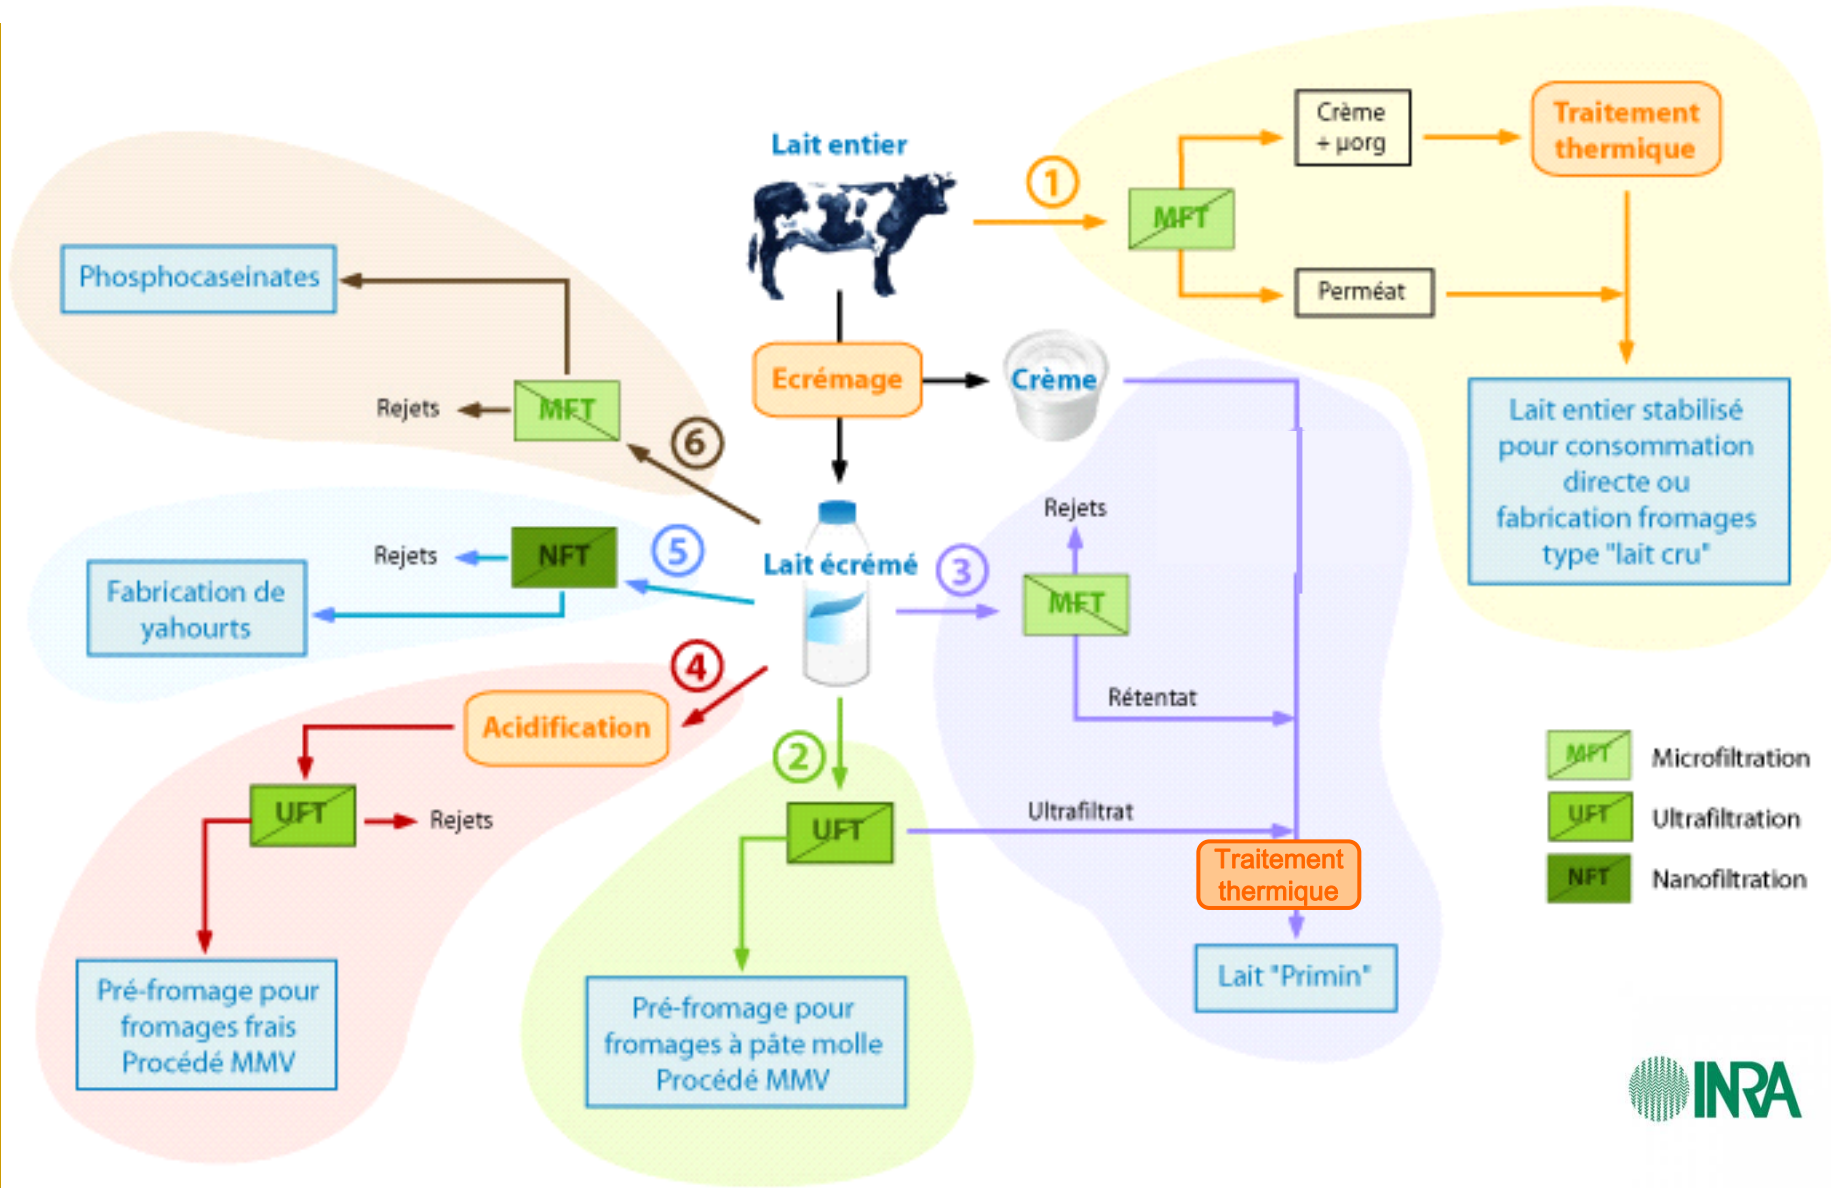 Lait entier
1
MFT
Crème
+ µorg
Traitement
thermique
Perméat
Lait entier stabilisé
pour consommation
directe ou
fabrication fromages
type "lait cru"
Phosphocaseinates
Rejets
MFT
6
Ecrémage
Crème
Rejets
NFT
5
Fabrication de
yahourts
Lait écrémé
3
Rejets
MFT
Rétentat
4
Acidification
UFT
Rejets
2
UFT
Ultrafiltrat
Traitement
thermique
Lait "Primin"
Pré-fromage pour
fromages frais
Procédé MMV
Pré-fromage pour
fromages à pâte molle
Procédé MMV
MFT Microfiltration
UFT Ultrafiltration
NFT Nanofiltration
INRA